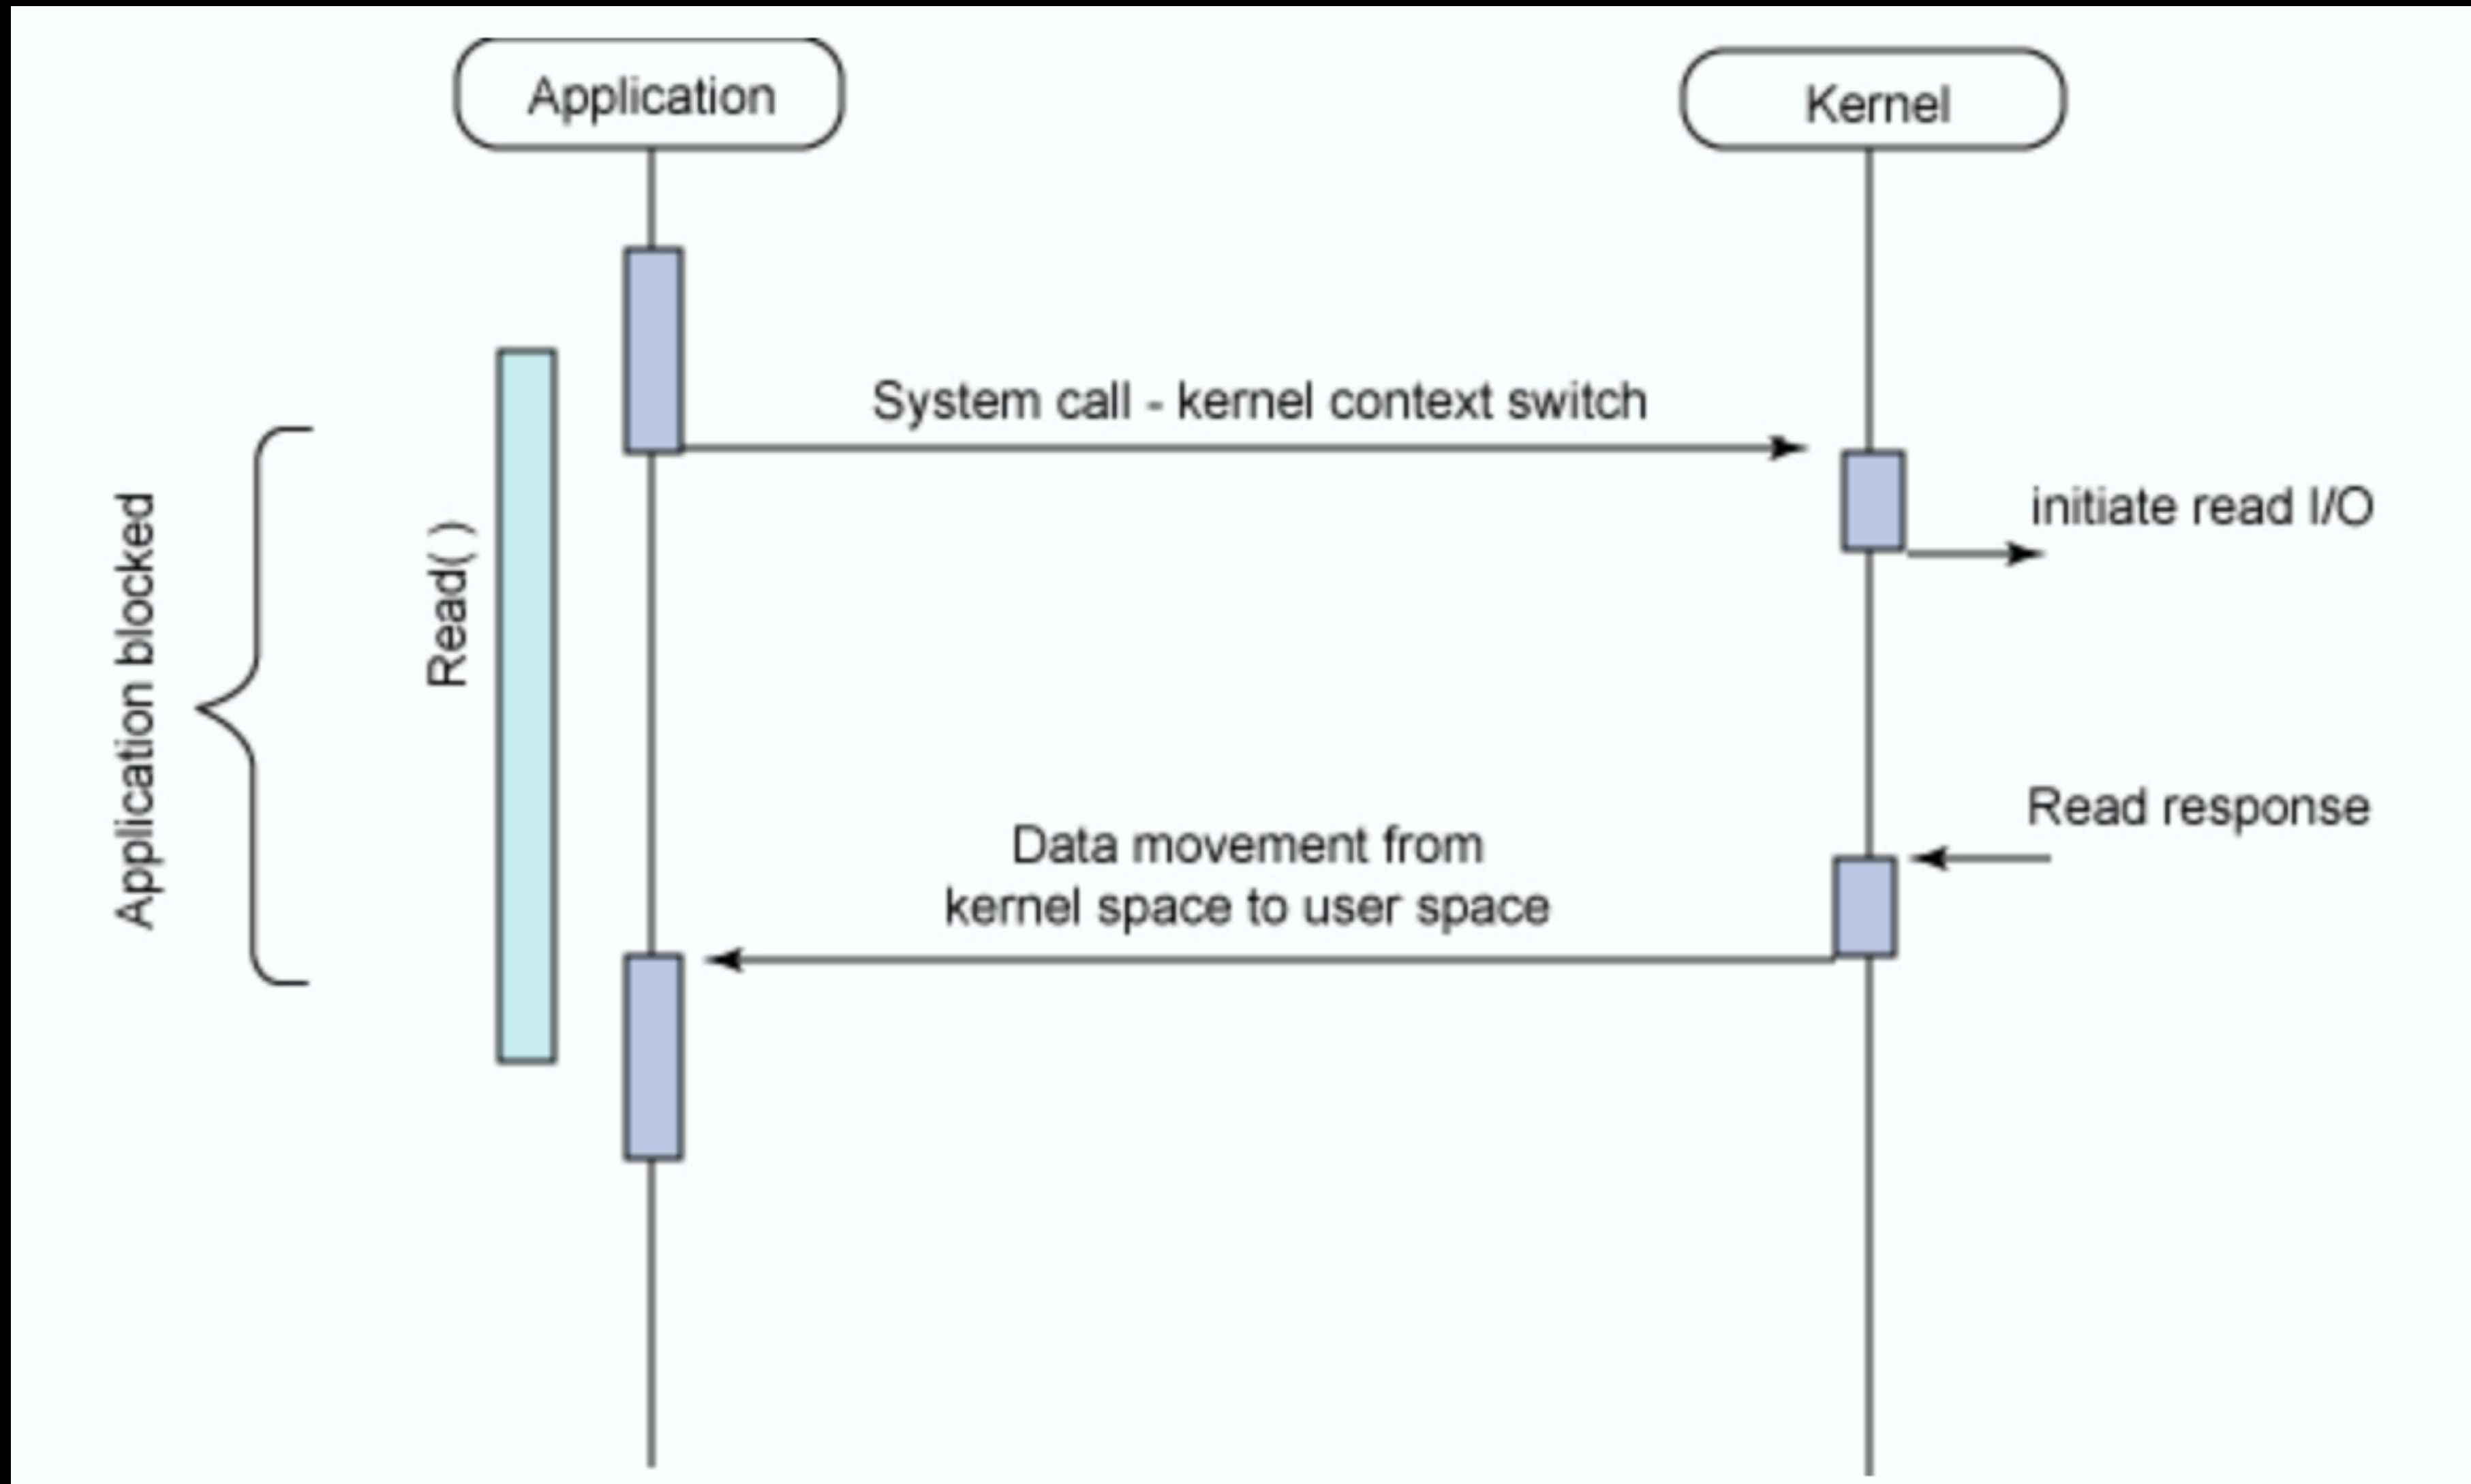 Application
Kernel
System call - kernel context switch
initiate read I/O
Application blocked
Read( )
Read response
Data movement from
kernel space to user space